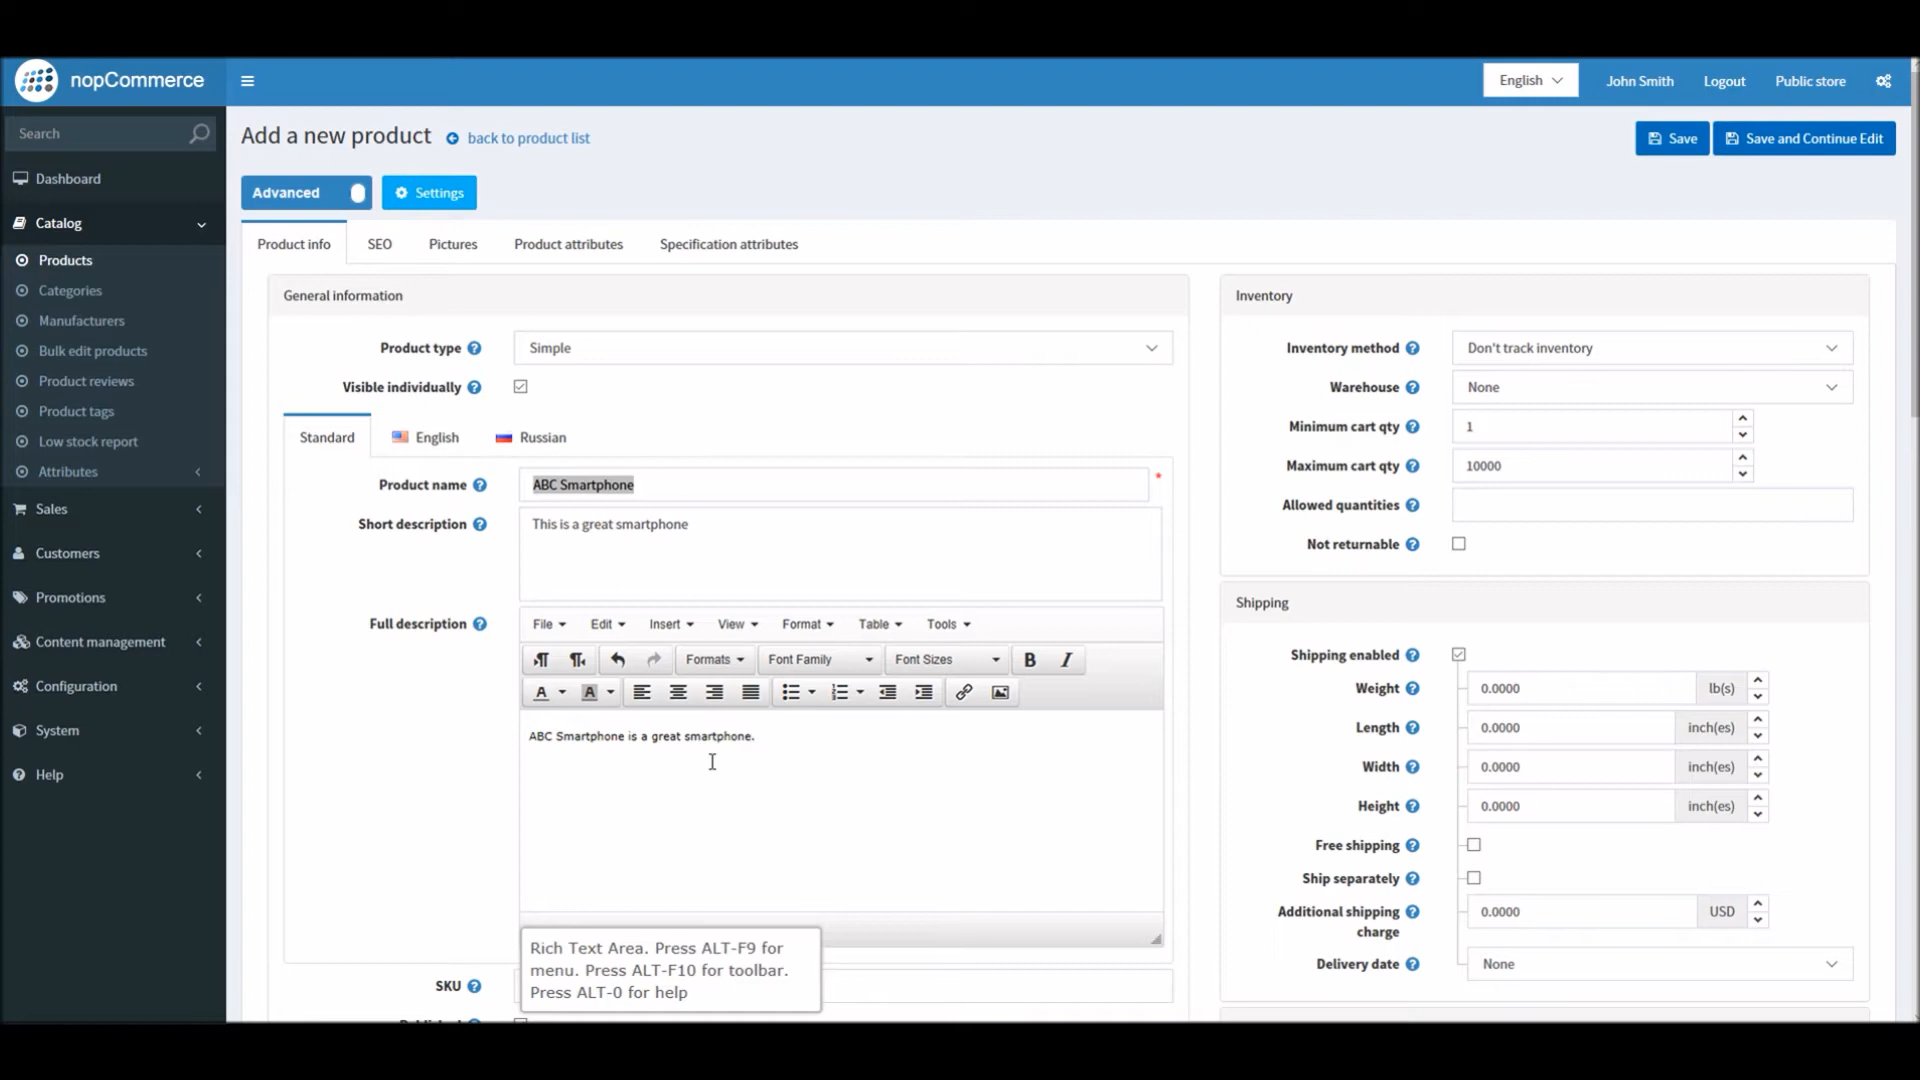 nopCommerce
English
John Smith
Logout
Public store
Search
Add a new product
back to product list
Save
Save and Continue Edit
Dashboard
Advanced
Settings
Catalog
Products
Categories
Manufacturers
Bulk edit products
Product reviews
Product tags
Low stock report
Attributes
Sales
Customers
Promotions
Content management
Configuration
System
Help
Product info
SEO
Pictures
Product attributes
Specification attributes
General information
Product type
Simple
Visible individually
Standard
English
Russian
Product name
ABC Smartphone
*
Short description
This is a great smartphone
Full description
File
Edit
Insert
View
Format
Table
Tools
Formats
Font Family
Font Sizes
B
I
A
A
ABC Smartphone is a great smartphone.
Rich Text Area. Press ALT-F9 for
menu. Press ALT-F10 for toolbar.
Press ALT-0 for help
SKU
Inventory
Inventory method
Don't track inventory
Warehouse
None
Minimum cart qty
1
Maximum cart qty
10000
Allowed quantities
Not returnable
Shipping
Shipping enabled
Weight
0.0000
lb(s)
Length
0.0000
inch(es)
Width
0.0000
inch(es)
Height
0.0000
inch(es)
Free shipping
Ship separately
Additional shipping
charge
0.0000
USD
Delivery date
None